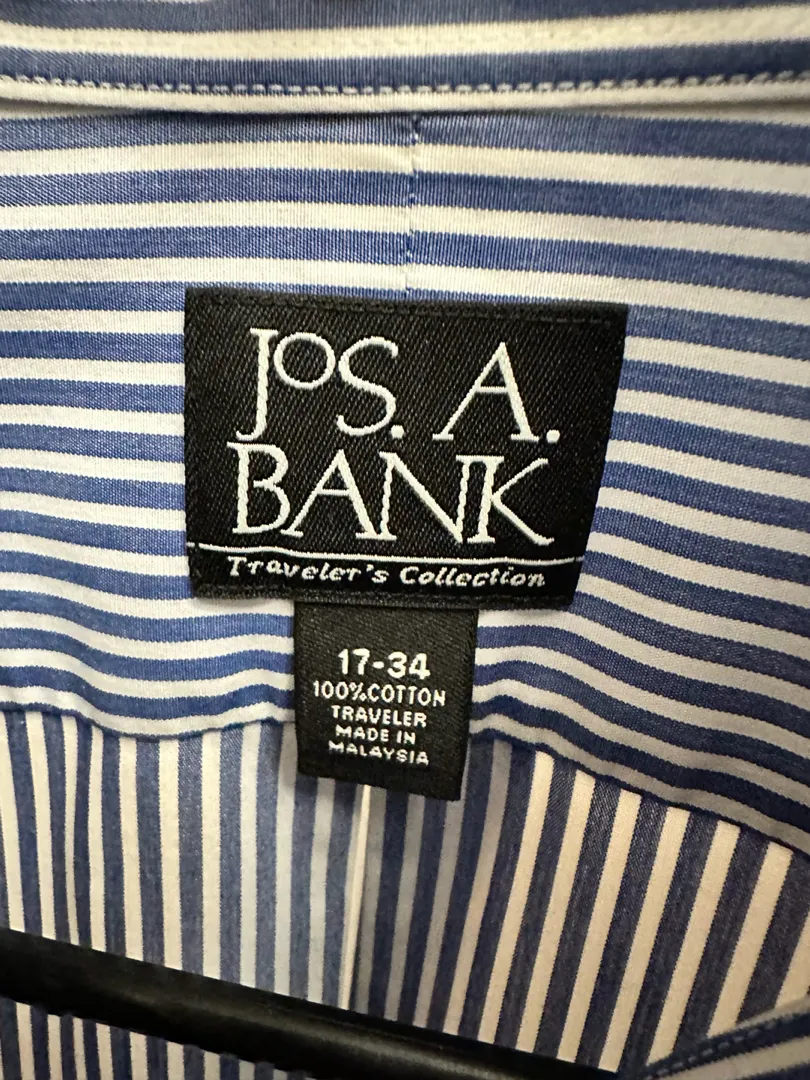 JOS. A.
BANK
Traveler's Collection
17-34
100%COTTON
TRAVELER
MADE IN
MALAYSIA